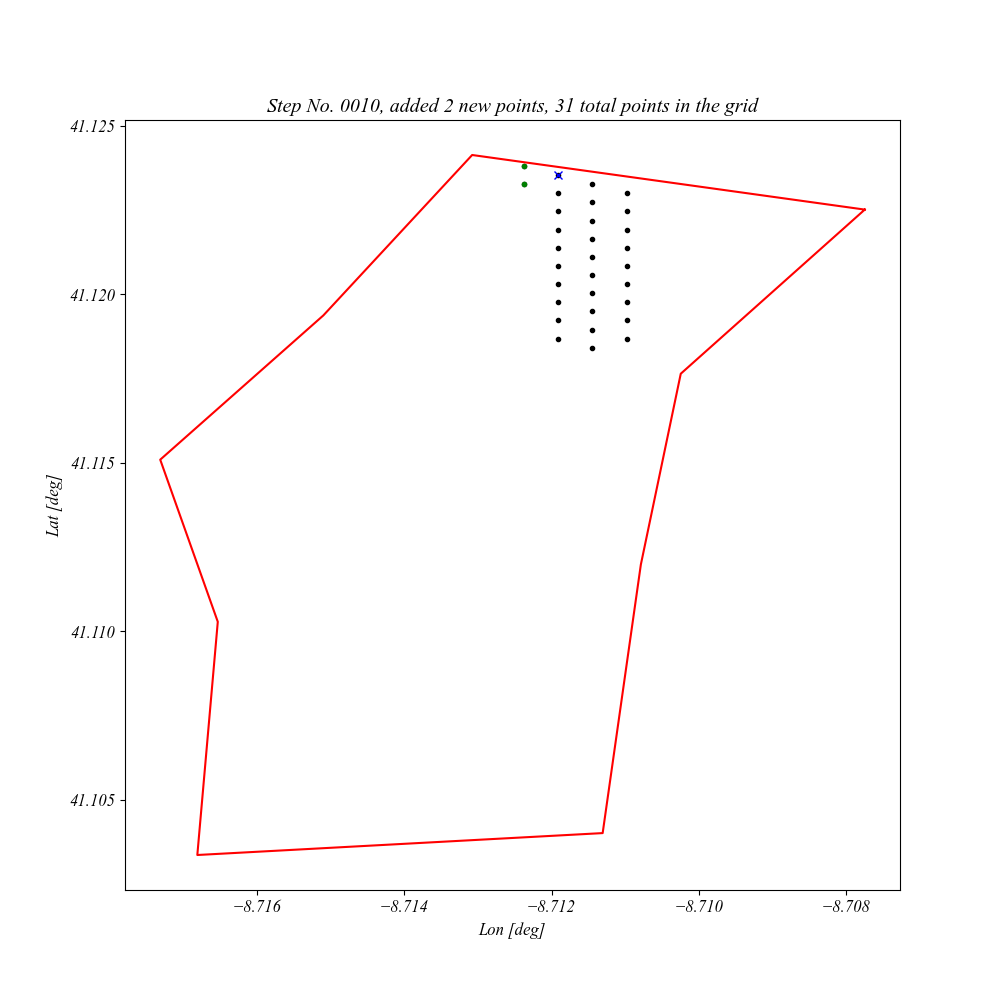 Step No. 0010, added 2 new points, 31 total points in the grid
41.125
41.120
41.115
41.110
41.105
Lat [deg]
−8.716 −8.714 −8.712 −8.710 −8.708
Lon [deg]